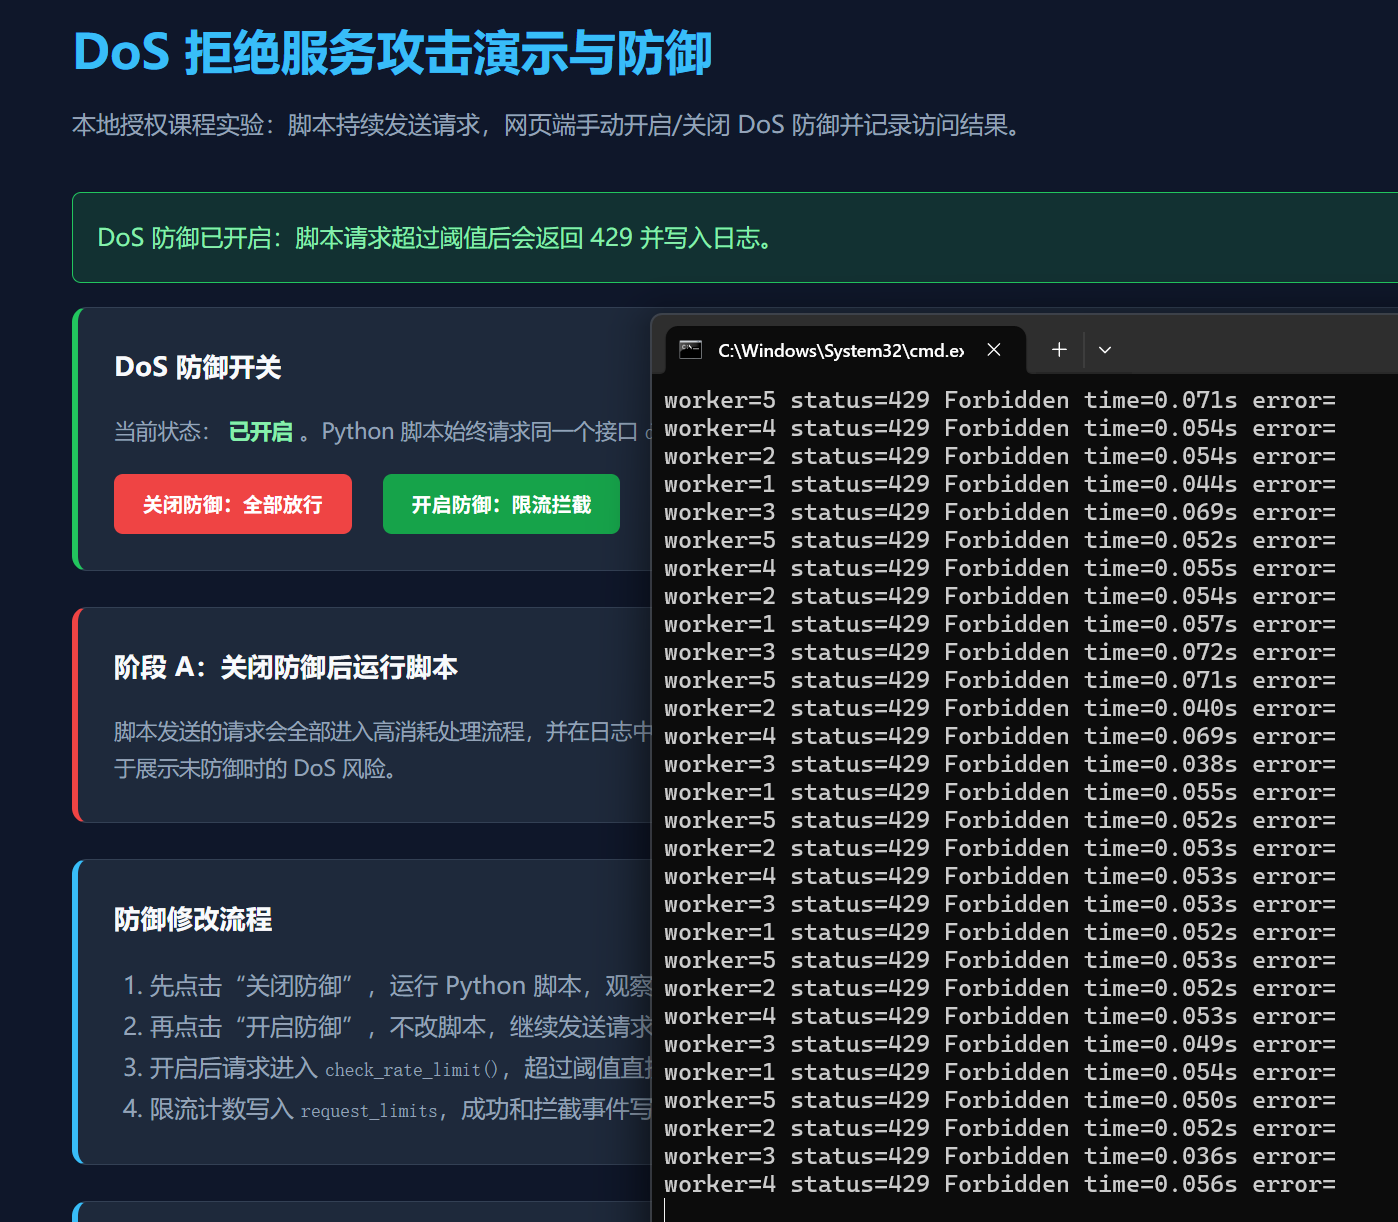 DoS 拒绝服务攻击演示与防御
本地授权课程实验：脚本持续发送请求，网页端手动开启/关闭 DoS 防御并记录访问结果。
DoS 防御已开启：脚本请求超过阈值后会返回 429 并写入日志。
DoS 防御开关
当前状态： 已开启 。Python 脚本始终请求同一个接口
关闭防御：全部放行
开启防御：限流拦截
阶段 A：关闭防御后运行脚本
脚本发送的请求会全部进入高消耗处理流程，并在日志中
于展示未防御时的 DoS 风险。
防御修改流程
1. 先点击“关闭防御”，运行 Python 脚本，观察
2. 再点击“开启防御”，不改脚本，继续发送请求
3. 开启后请求进入 check_rate_limit()，超过阈值直
4. 限流计数写入 request_limits，成功和拦截事件写
C:\Windows\System32\cmd.ex
worker=5 status=429 Forbidden time=0.071s error=
worker=4 status=429 Forbidden time=0.054s error=
worker=2 status=429 Forbidden time=0.054s error=
worker=1 status=429 Forbidden time=0.044s error=
worker=3 status=429 Forbidden time=0.069s error=
worker=5 status=429 Forbidden time=0.052s error=
worker=4 status=429 Forbidden time=0.055s error=
worker=2 status=429 Forbidden time=0.054s error=
worker=1 status=429 Forbidden time=0.057s error=
worker=3 status=429 Forbidden time=0.072s error=
worker=5 status=429 Forbidden time=0.071s error=
worker=2 status=429 Forbidden time=0.040s error=
worker=4 status=429 Forbidden time=0.069s error=
worker=3 status=429 Forbidden time=0.038s error=
worker=1 status=429 Forbidden time=0.055s error=
worker=5 status=429 Forbidden time=0.052s error=
worker=2 status=429 Forbidden time=0.053s error=
worker=4 status=429 Forbidden time=0.053s error=
worker=3 status=429 Forbidden time=0.053s error=
worker=1 status=429 Forbidden time=0.052s error=
worker=5 status=429 Forbidden time=0.053s error=
worker=2 status=429 Forbidden time=0.052s error=
worker=4 status=429 Forbidden time=0.053s error=
worker=3 status=429 Forbidden time=0.049s error=
worker=1 status=429 Forbidden time=0.054s error=
worker=5 status=429 Forbidden time=0.050s error=
worker=2 status=429 Forbidden time=0.052s error=
worker=3 status=429 Forbidden time=0.036s error=
worker=4 status=429 Forbidden time=0.056s error=